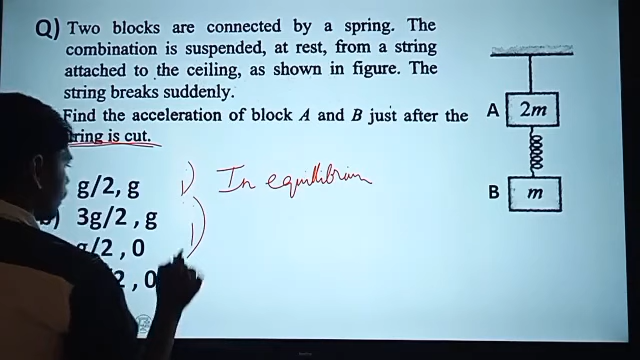 Q) Two blocks are connected by a spring. The
combination is suspended, at rest, from a string
attached to the ceiling, as shown in figure. The
string breaks suddenly.
Find the acceleration of block A and B just after the
is cut.
A 2m
B m
g/2, g
3g/2 , g
g/2 , 0
2 , 0
i) In equilibrium